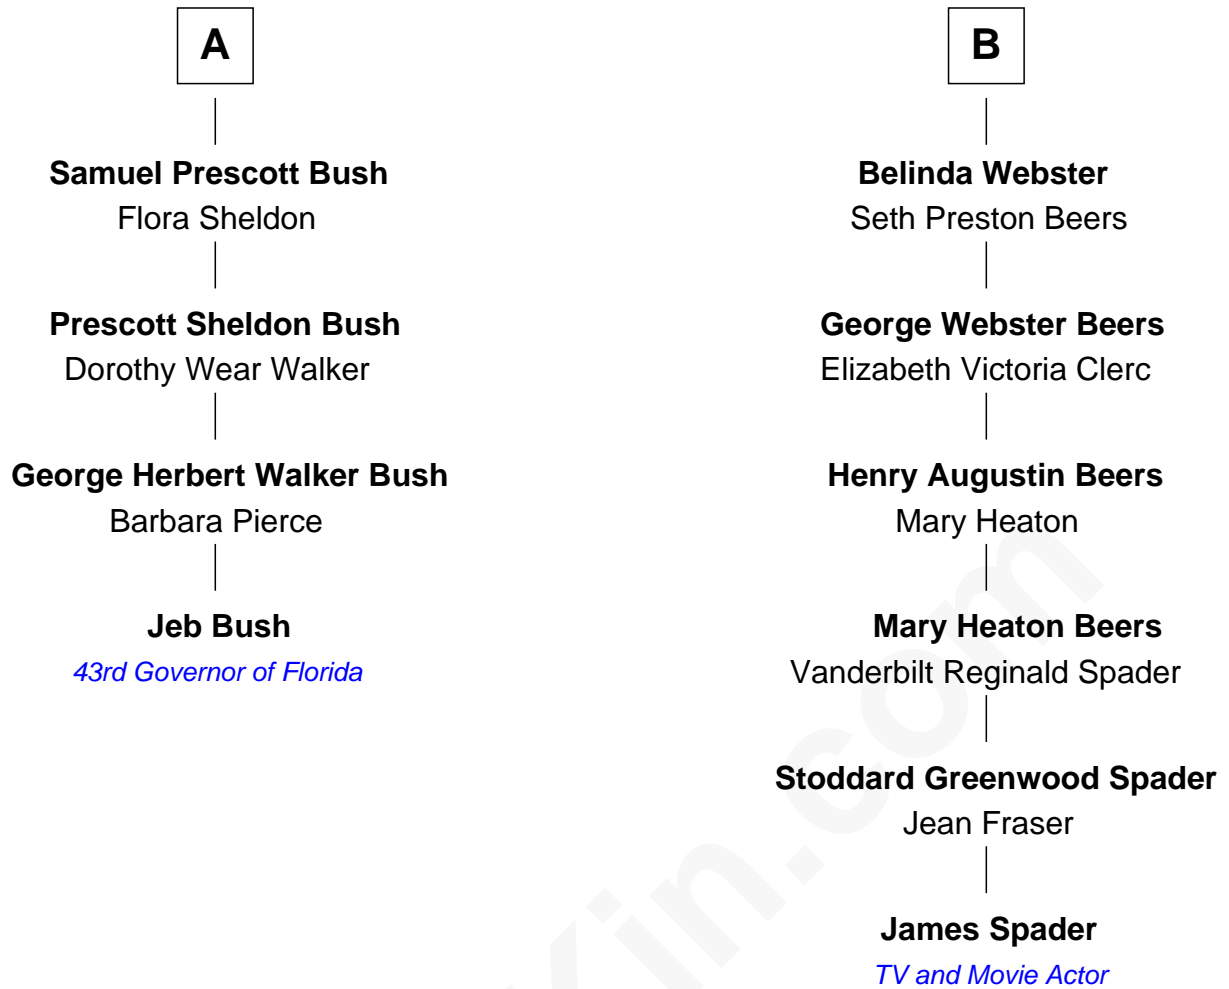 A
Samuel Prescott Bush
Flora Sheldon
Prescott Sheldon Bush
Dorothy Wear Walker
George Herbert Walker Bush
Barbara Pierce
Jeb Bush
43rd Governor of Florida
B
Belinda Webster
Seth Preston Beers
George Webster Beers
Elizabeth Victoria Clerc
Henry Augustin Beers
Mary Heaton
Mary Heaton Beers
Vanderbilt Reginald Spader
Stoddard Greenwood Spader
Jean Fraser
James Spader
TV and Movie Actor
Kin.com